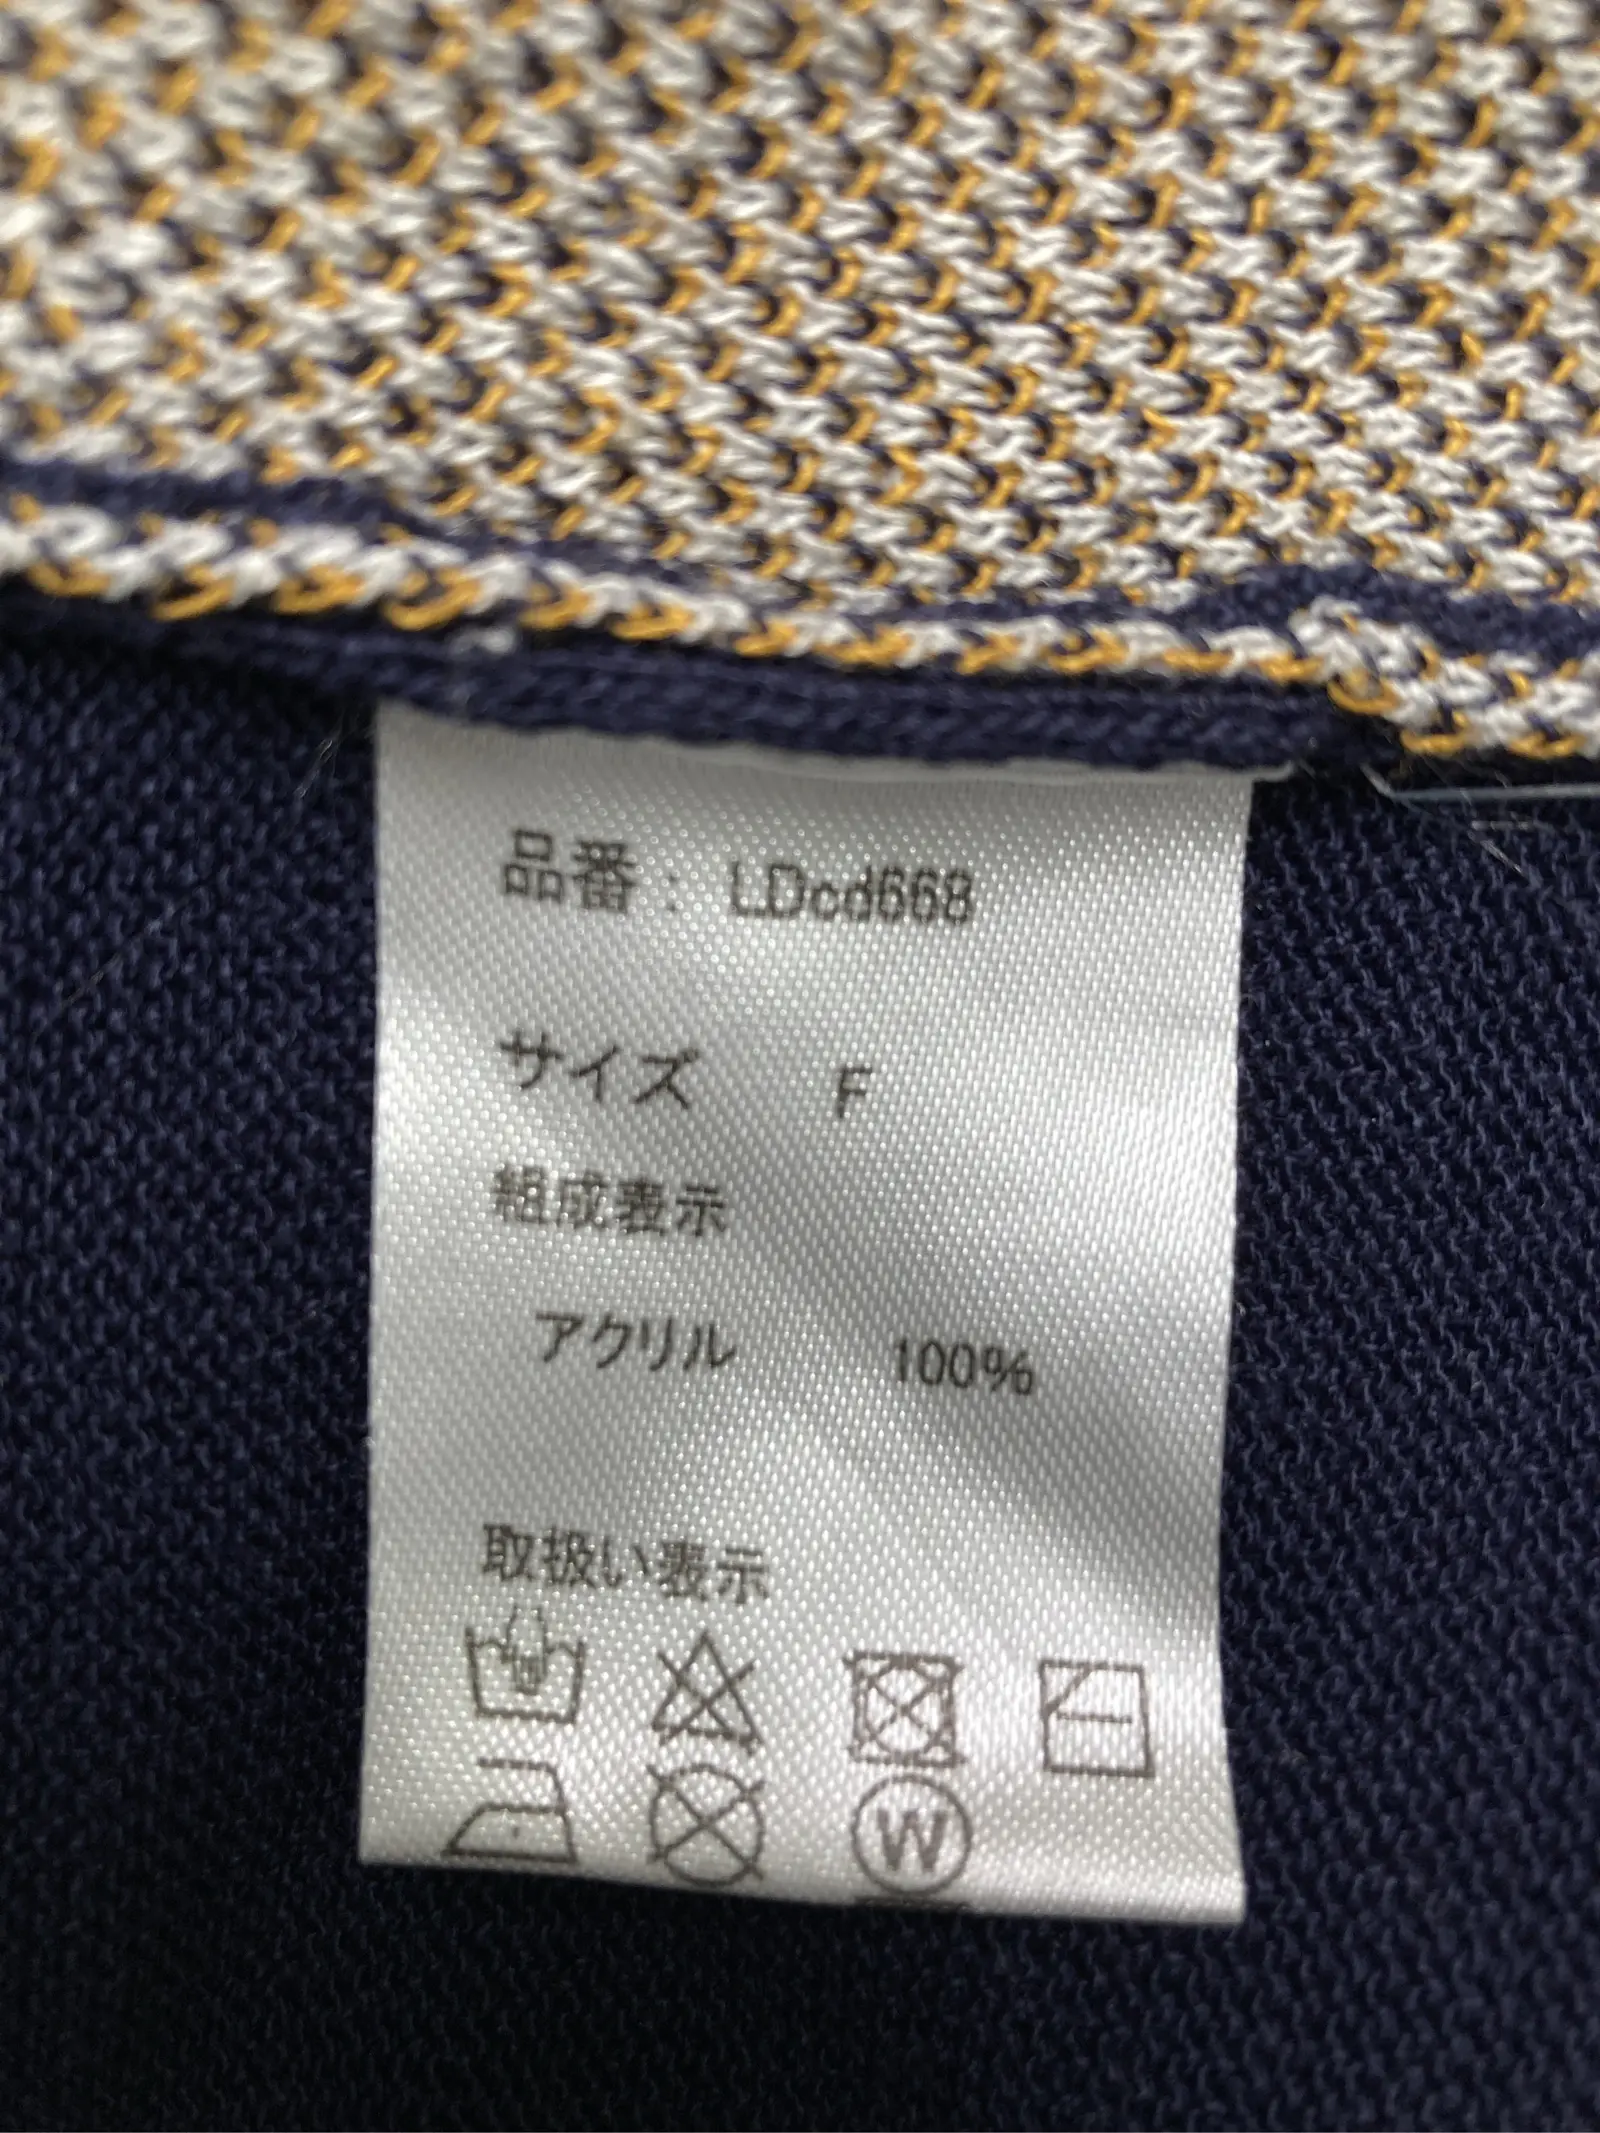 品番： LDcd668
サイズ F
組成表示
アクリル 100%
取扱い表示
W